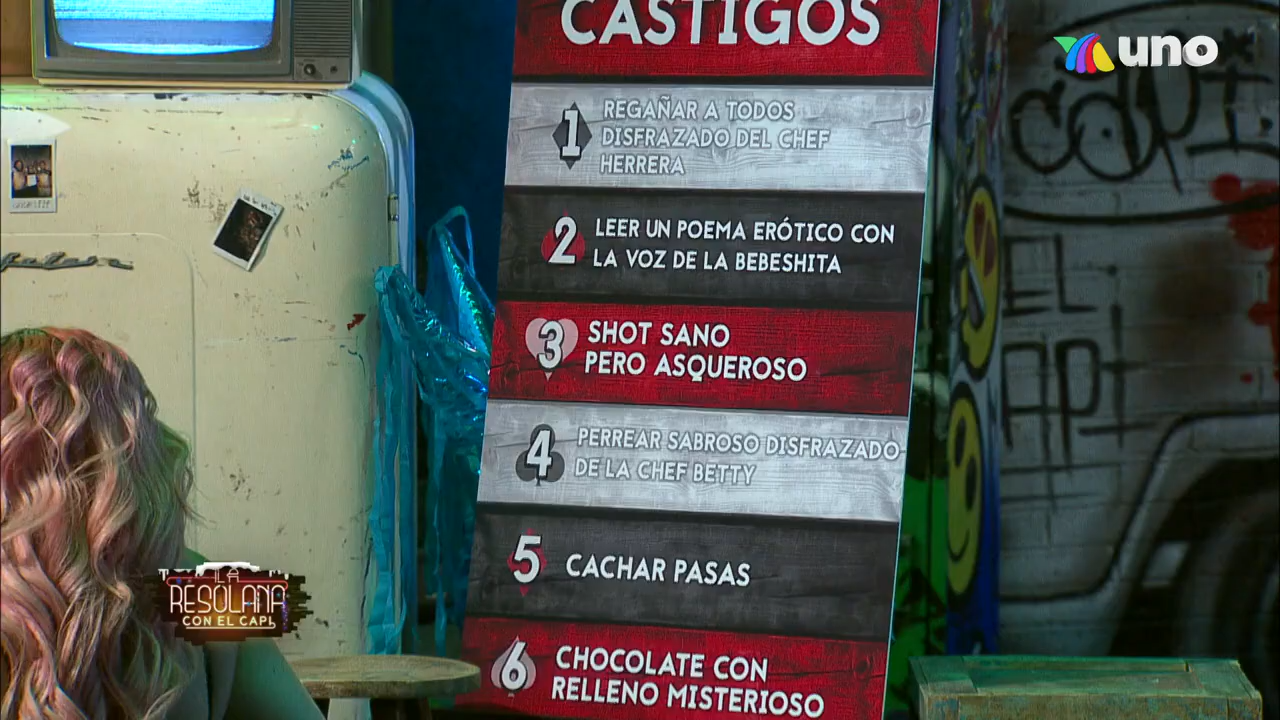 CASTIGOS
uno
1 REGAÑAR A TODOS
DISFRAZADO DEL CHEF
HERRERA
2 LEER UN POEMA ERÓTICO CON
LA VOZ DE LA BEBESHITA
3 SHOT SANO
PERO ASQUEROSO
4 PERREAR SABROSO DISFRAZADO
DE LA CHEF BETTY
5 CACHAR PASAS
6 CHOCOLATE CON
RELLENO MISTERIOSO
CAPI
EL
CAPI
LA
RESOLANA
CON EL CAPI